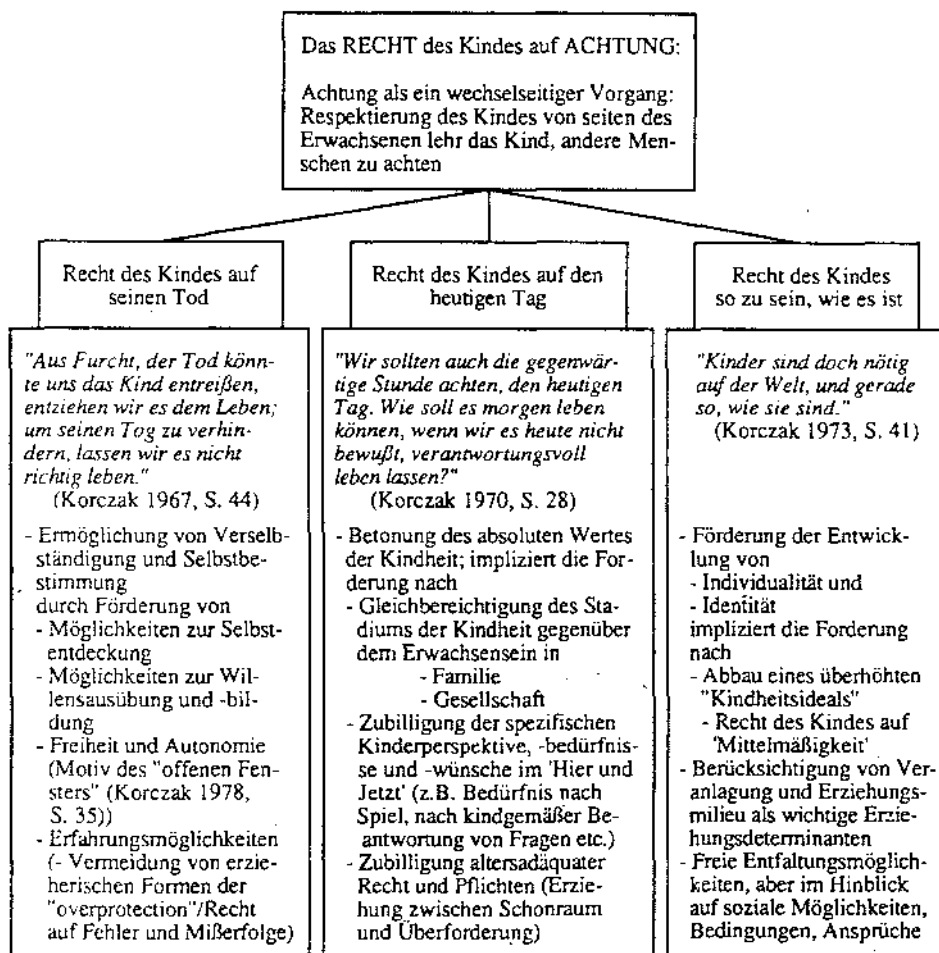 Das RECHT des Kindes auf ACHTUNG:
Achtung als ein wechselseitiger Vorgang:
Respektierung des Kindes von seiten des
Erwachsenen lehr das Kind, andere Men-
schen zu achten
Recht des Kindes auf
seinen Tod
"Aus Furcht, der Tod könn-
te uns das Kind entreißen,
entziehen wir es dem Leben;
um seinen Tog zu verhin-
dern, lassen wir es nicht
richtig leben."
(Korczak 1967, S. 44)
- Ermöglichung von Verselb-
ständigung und Selbstbe-
stimmung
durch Förderung von
- Möglichkeiten zur Selbst-
entdeckung
- Möglichkeiten zur Wil-
lensausübung und -bil-
dung
- Freiheit und Autonomie
(Motiv des "offenen Fen-
sters" (Korczak 1978,
S. 35))
- Erfahrungsmöglichkeiten
(- Vermeidung von erzie-
herischen Formen der
"overprotection"/Recht
auf Fehler und Mißerfolge)
Recht des Kindes auf den
heutigen Tag
"Wir sollten auch die gegenwär-
tige Stunde achten, den heutigen
Tag. Wie soll es morgen leben
können, wenn wir es heute nicht
bewußt, verantwortungsvoll
leben lassen?"
(Korczak 1970, S. 28)
- Betonung des absoluten Wertes
der Kindheit; impliziert die For-
derung nach
- Gleichbereichtigung des Sta-
diums der Kindheit gegenüber
dem Erwachsensein in
- Familie
- Gesellschaft
- Zubilligung der spezifischen
Kinderperspektive, -bedürfnis-
se und -wünsche im 'Hier und
Jetzt' (z.B. Bedürfnis nach
Spiel, nach kindgemäßer Be-
antwortung von Fragen etc.)
- Zubilligung altersadäquater
Recht und Pflichten (Erzie-
hung zwischen Schonraum
und Überforderung)
Recht des Kindes
so zu sein, wie es ist
"Kinder sind doch nötig
auf der Welt, und gerade
so, wie sie sind."
(Korczak 1973, S. 41)
- Förderung der Entwick-
lung von
- Individualität und
- Identität
impliziert die Forderung
nach
- Abbau eines überhöhten
"Kindheitsideals"
- Recht des Kindes auf
'Mittelmäßigkeit'
- Berücksichtigung von Ver-
anlagung und Erziehungs-
milieu als wichtige Erzie-
hungsdeterminanten
- Freie Entfaltungsmöglich-
keiten, aber im Hinblick
auf soziale Möglichkeiten,
Bedingungen, Ansprüche